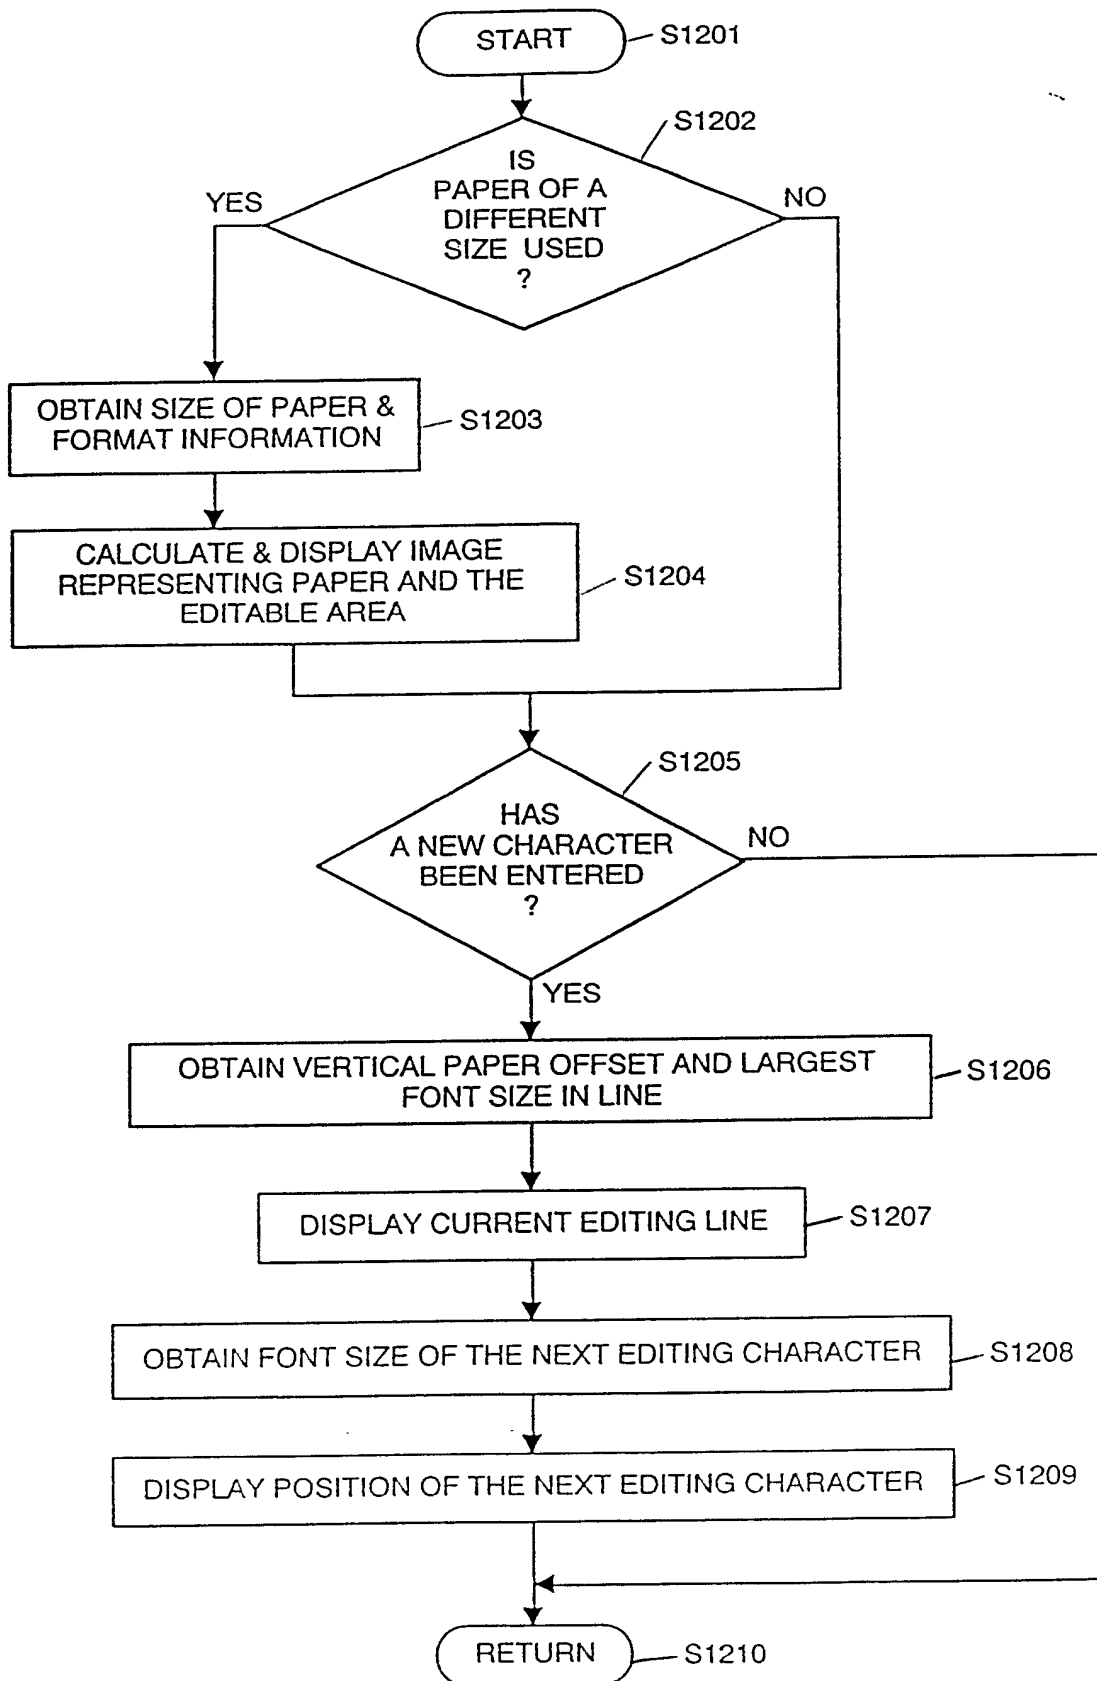 START
S1201
S1202
IS
PAPER OF A
DIFFERENT
SIZE USED
?
YES
NO
OBTAIN SIZE OF PAPER &
FORMAT INFORMATION
S1203
CALCULATE & DISPLAY IMAGE
REPRESENTING PAPER AND THE
EDITABLE AREA
S1204
S1205
HAS
A NEW CHARACTER
BEEN ENTERED
?
NO
YES
OBTAIN VERTICAL PAPER OFFSET AND LARGEST
FONT SIZE IN LINE
S1206
DISPLAY CURRENT EDITING LINE
S1207
OBTAIN FONT SIZE OF THE NEXT EDITING CHARACTER
S1208
DISPLAY POSITION OF THE NEXT EDITING CHARACTER
S1209
RETURN
S1210